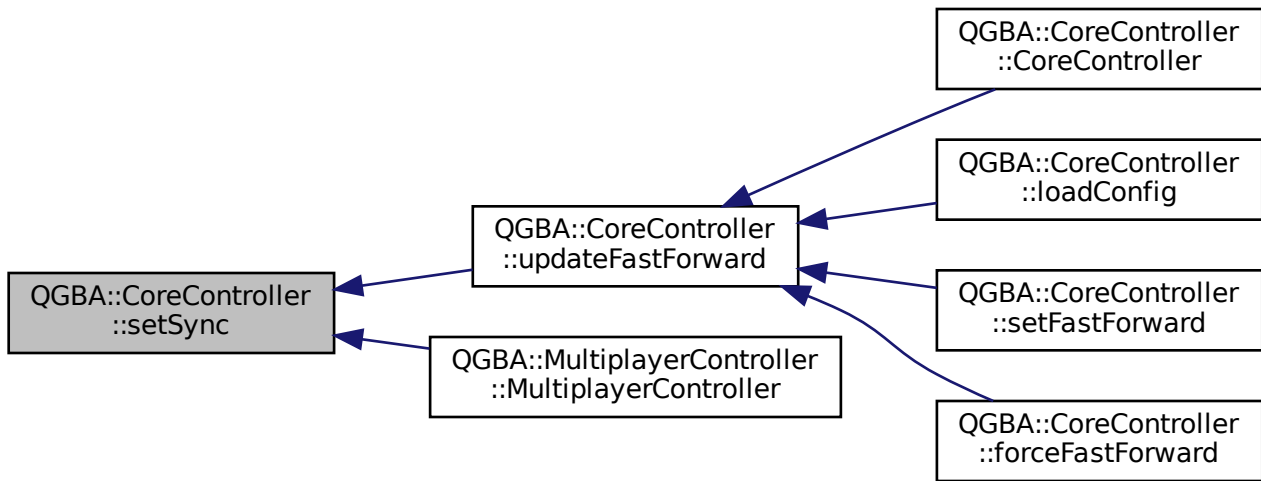 QGBA::CoreController
::setSync
QGBA::CoreController
::updateFastForward
QGBA::MultiplayerController
::MultiplayerController
QGBA::CoreController
::CoreController
QGBA::CoreController
::loadConfig
QGBA::CoreController
::setFastForward
QGBA::CoreController
::forceFastForward